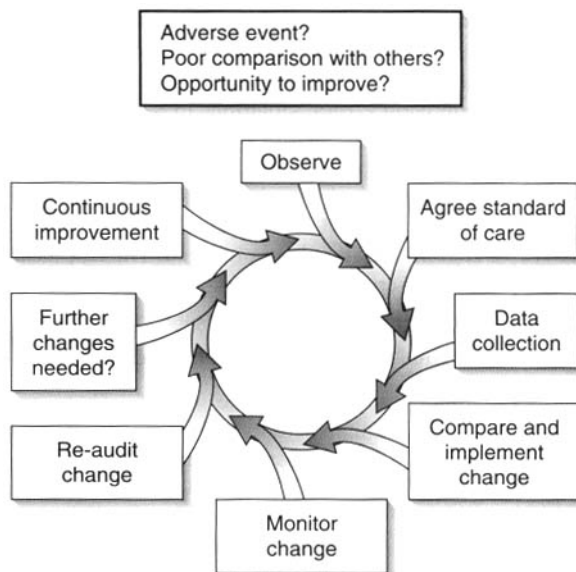 Adverse event?
Poor comparison with others?
Opportunity to improve?
Observe
Agree standard
of care
Data
collection
Compare and
implement
change
Monitor
change
Re-audit
change
Further
changes
needed?
Continuous
improvement